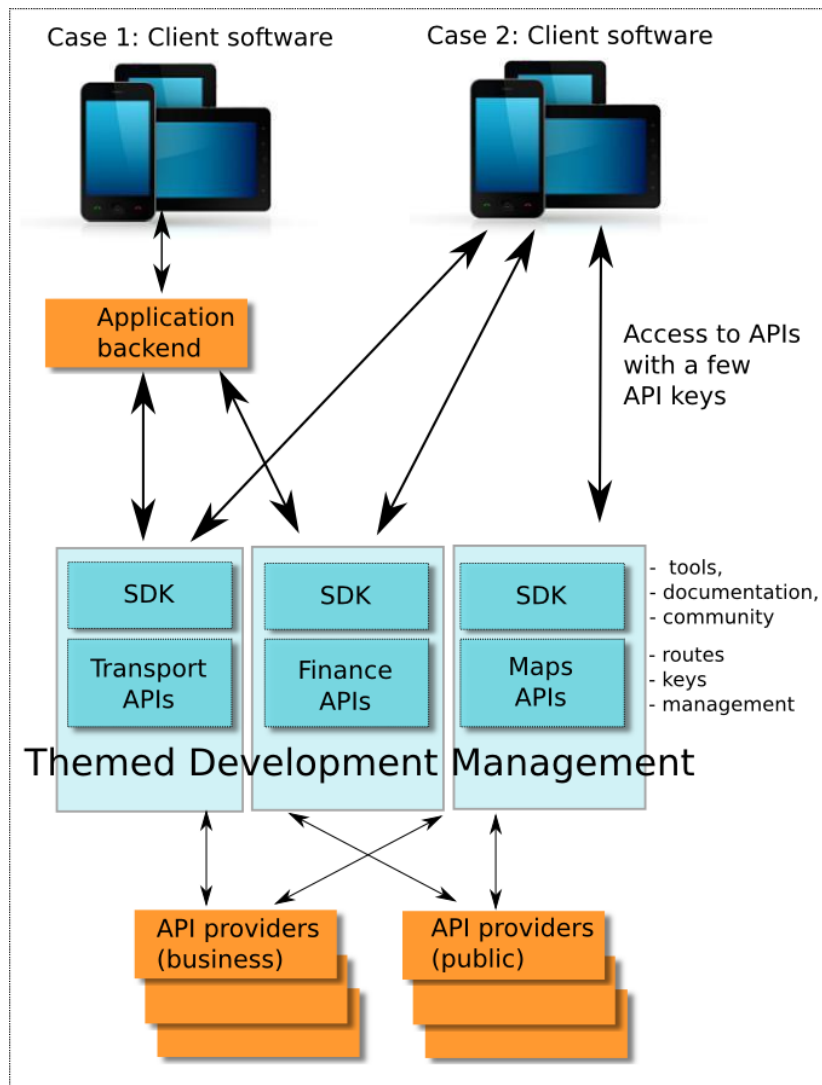 Case 1: Client software
Case 2: Client software
Application
backend
Access to APIs
with a few
API keys
SDK
SDK
SDK
-  tools,
- documentation,
- community
Transport
APIs
Finance
APIs
Maps
APIs
- routes
- keys
- management
Themed Development Management
API providers
(business)
API providers
(public)